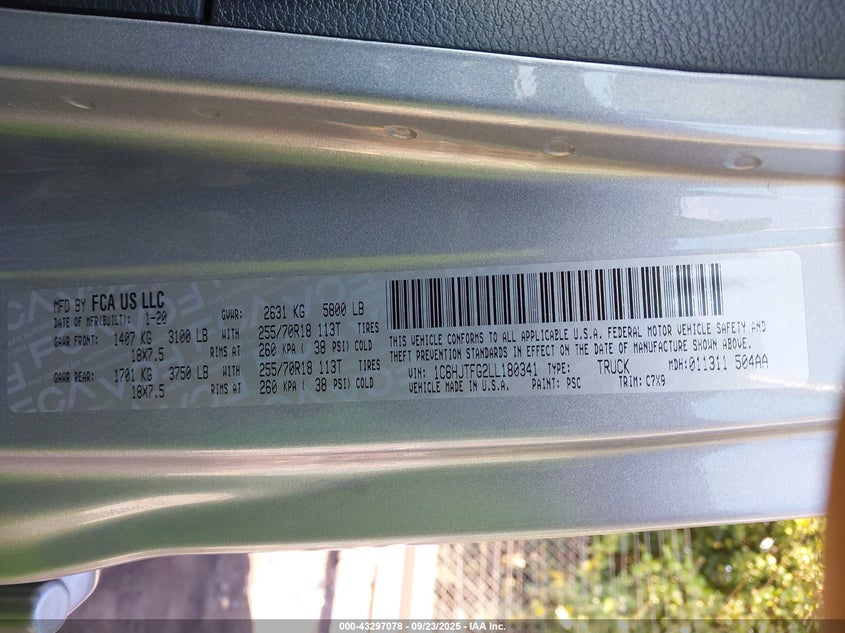 MFD BY FCA US LLC
DATE OF MFR(BUILT): 1-20 GVWR: 2631 KG 5800 LB
GAWR FRONT: 1407 KG 3100 LB WITH 255/70R18 113T TIRES
18X7.5 RIMS AT 260 KPA ( 38 PSI) COLD
GAWR REAR: 1701 KG 3750 LB WITH 255/70R18 113T TIRES
18X7.5 RIMS AT 260 KPA ( 38 PSI) COLD
THIS VEHICLE CONFORMS TO ALL APPLICABLE U.S.A. FEDERAL MOTOR VEHICLE SAFETY AND
THEFT PREVENTION STANDARDS IN EFFECT ON THE DATE OF MANUFACTURE SHOWN ABOVE.
VIN: 1C6HJTFG2LL180341 TYPE: TRUCK MDH: 011311 504AA
MADE IN U.S.A. PAINT: PSC TRIM: C7X9
000-43297078 - 09/23/2025 - IAA Inc.